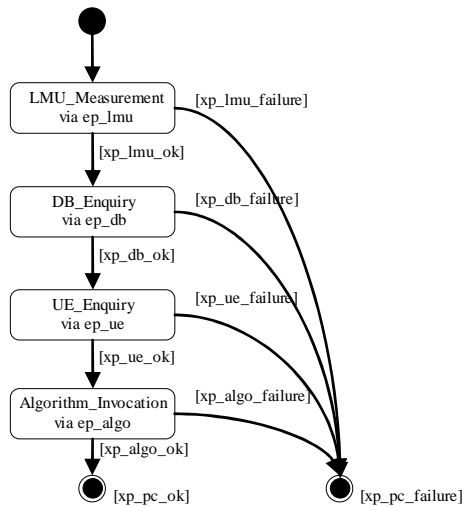 LMU_Measurement
via ep_lmu
[xp_lmu_failure]
[xp_lmu_ok]
DB_Enquiry
via ep_db
[xp_db_failure]
[xp_db_ok]
UE_Enquiry
via ep_ue
[xp_ue_failure]
[xp_ue_ok]
Algorithm_Invocation
via ep_algo
[xp_algo_failure]
[xp_algo_ok]
[xp_pc_ok]
[xp_pc_failure]